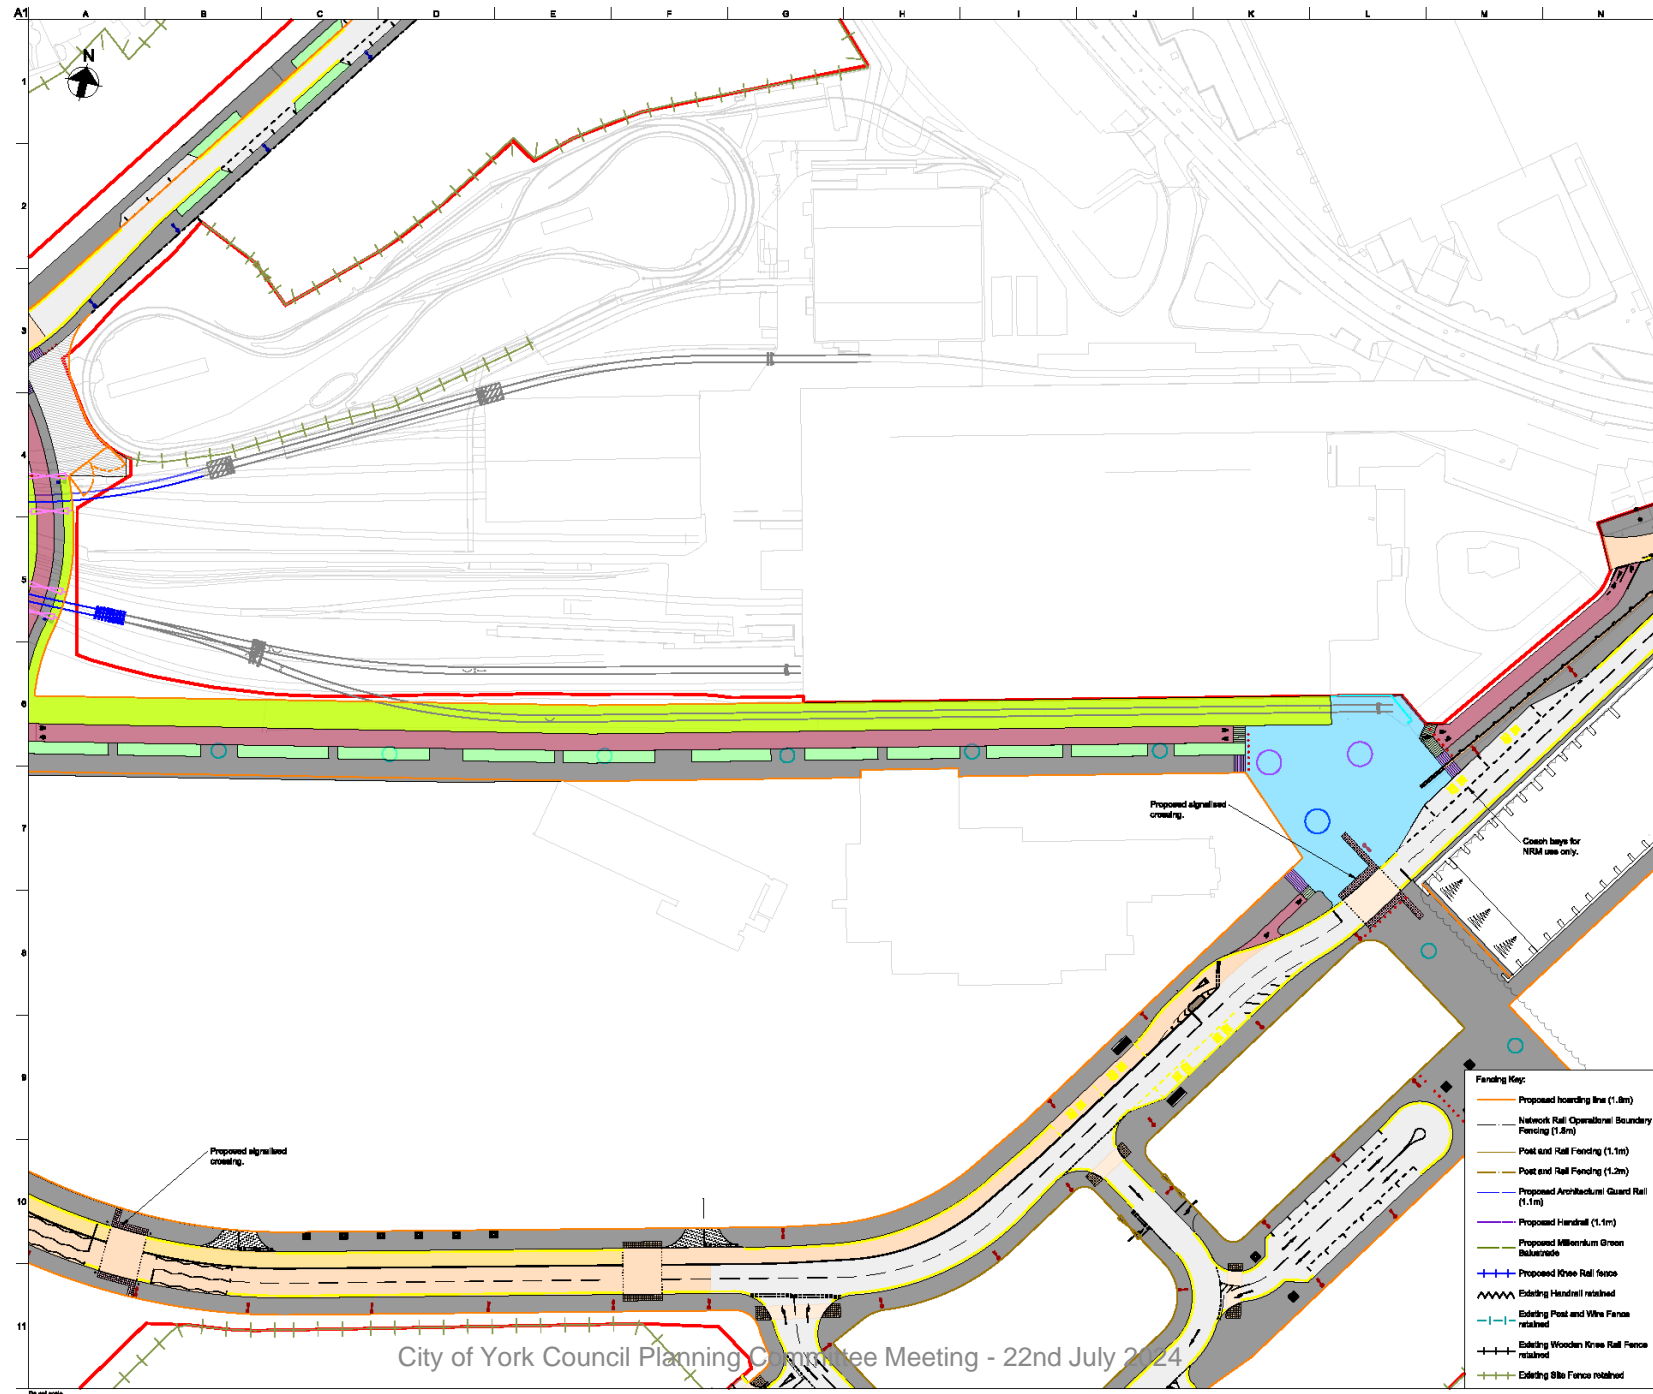 A1 A B C D E F G H I J K L M N
N
1
2
3
4
5
6
7
8
9
10
11
Proposed signalised
crossing.
Coach bays for
NRM use only.
Proposed signalised
crossing.
Fencing Key:
Proposed hoarding line (1.8m)
Network Rail Operational Boundary
Fencing (1.8m)
Post and Rail Fencing (1.1m)
Post and Rail Fencing (1.2m)
Proposed Architectural Guard Rail
(1.1m)
Proposed Handrail (1.1m)
Proposed Millennium Green
Balustrade
Proposed Knee Rail fence
Existing Handrail retained
Existing Post and Wire Fence
retained
Existing Wooden Knee Rail Fence
retained
Existing Site Fence retained
City of York Council Planning Committee Meeting - 22nd July 2024